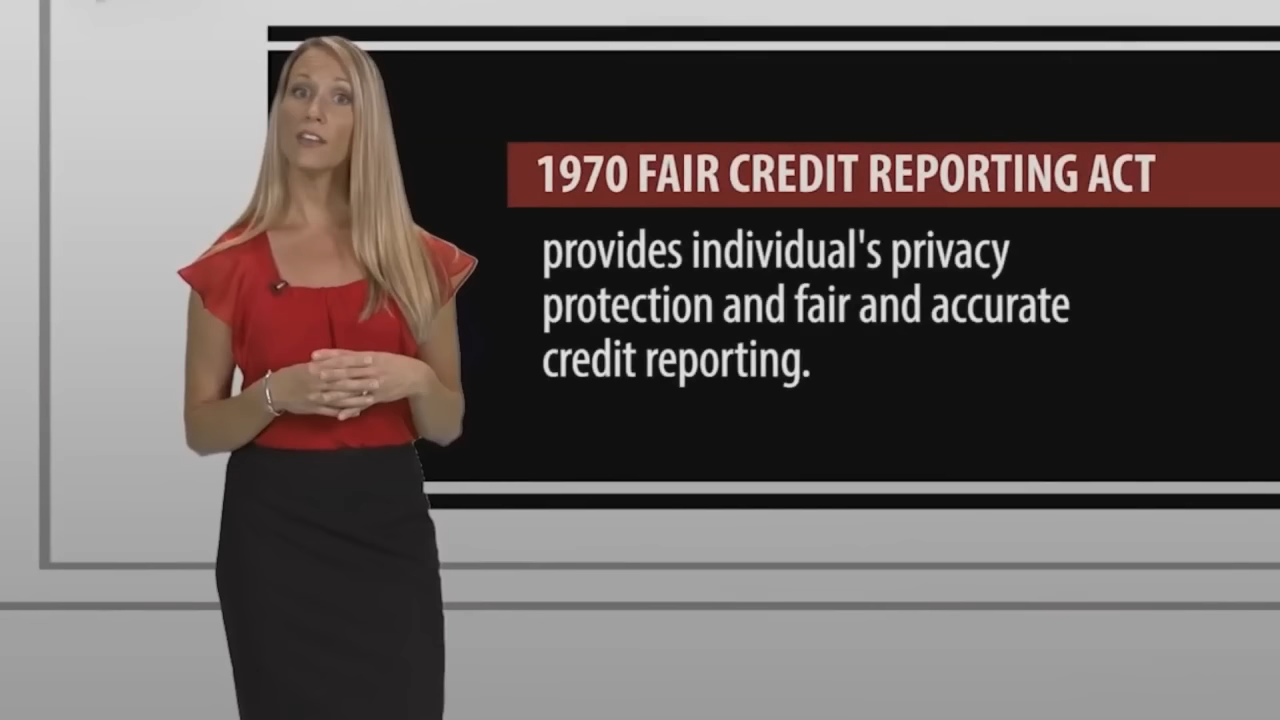 1970 FAIR CREDIT REPORTING ACT
provides individual's privacy
protection and fair and accurate
credit reporting.